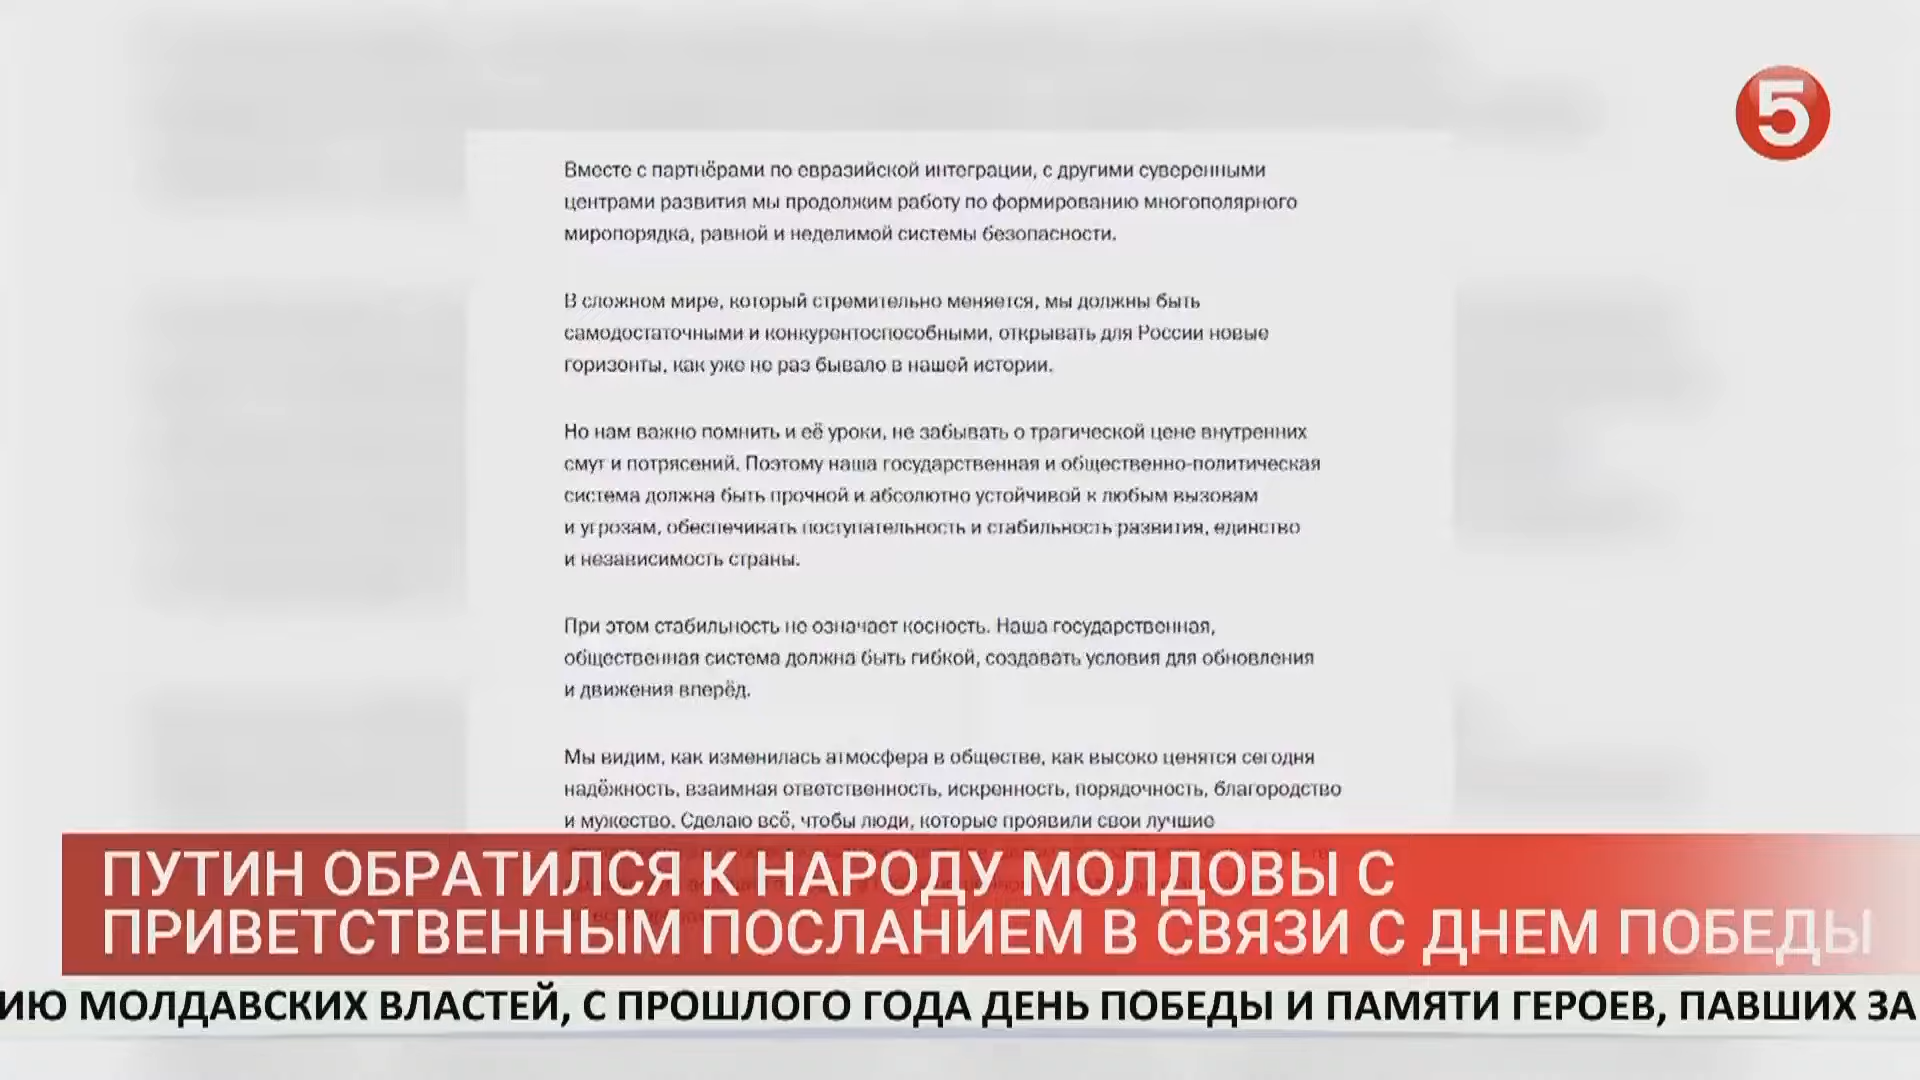 5
Вместе с партнёрами по евразийской интеграции, с другими суверенными
центрами развития мы продолжим работу по формированию многополярного
миропорядка, равной и неделимой системы безопасности.
В сложном мире, который стремительно меняется, мы должны быть
самодостаточными и конкурентоспособными, открывать для России новые
горизонты, как уже не раз бывало в нашей истории.
Но нам важно помнить и её уроки, не забывать о трагической цене внутренних
смут и потрясений. Поэтому наша государственная и общественно-политическая
система должна быть прочной и абсолютно устойчивой к любым вызовам
и угрозам, обеспечивать поступательность и стабильность развития, единство
и независимость страны.
При этом стабильность не означает косность. Наша государственная,
общественная система должна быть гибкой, создавать условия для обновления
и движения вперёд.
Мы видим, как изменилась атмосфера в обществе, как высоко ценятся сегодня
надёжность, взаимная ответственность, искренность, порядочность, благородство
и мужество. Сделаю всё, чтобы люди, которые проявили свои лучшие
ПУТИН ОБРАТИЛСЯ К НАРОДУ МОЛДОВЫ С
ПРИВЕТСТВЕННЫМ ПОСЛАНИЕМ В СВЯЗИ С ДНЕМ ПОБЕДЫ
ИЮ МОЛДАВСКИХ ВЛАСТЕЙ, С ПРОШЛОГО ГОДА ДЕНЬ ПОБЕДЫ И ПАМЯТИ ГЕРОЕВ, ПАВШИХ ЗА